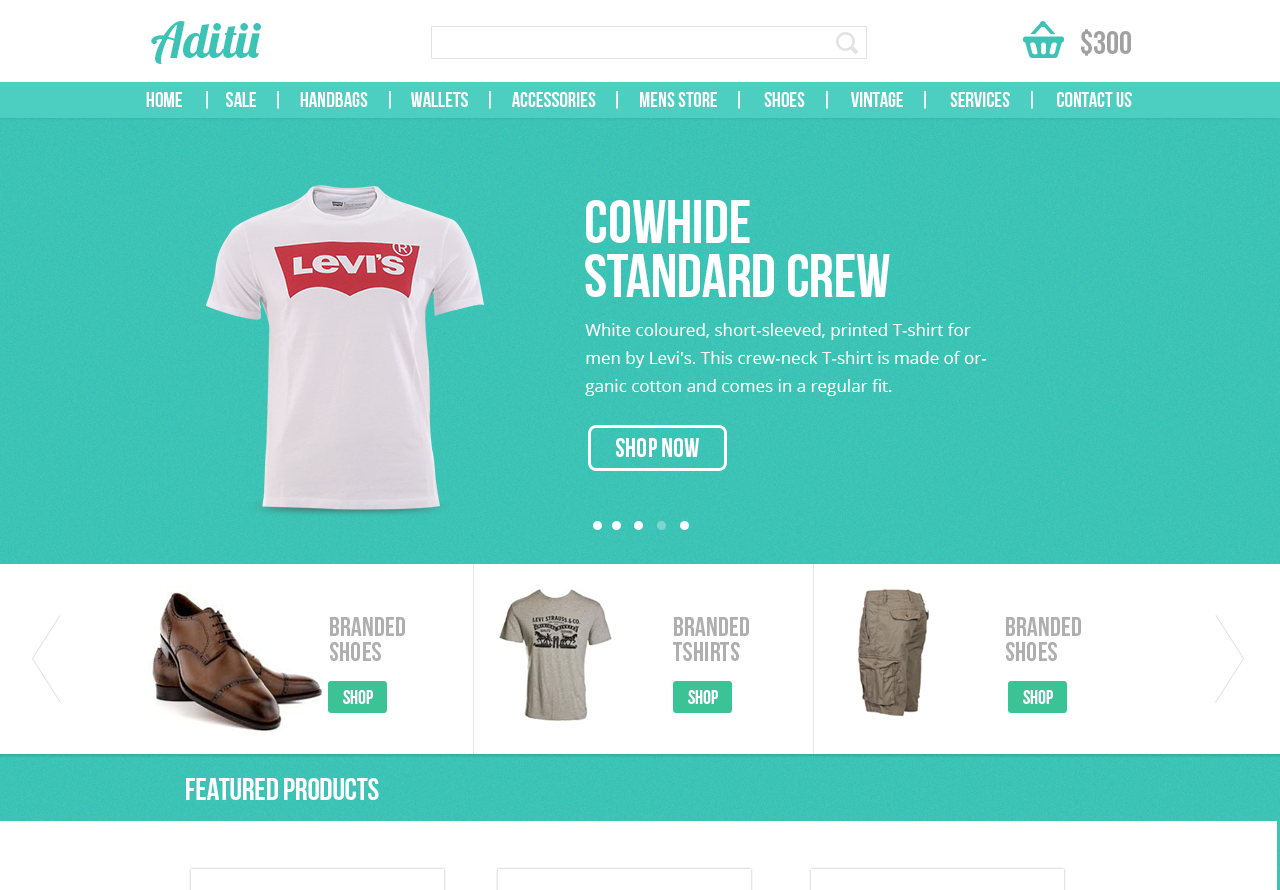 Aditii
$300
HOME | SALE | HANDBAGS | WALLETS | ACCESSORIES | MENS STORE | SHOES | VINTAGE | SERVICES | CONTACT US
LEVI'S ®
COWHIDE
STANDARD CREW
White coloured, short-sleeved, printed T-shirt for
men by Levi's. This crew-neck T-shirt is made of or-
ganic cotton and comes in a regular fit.
SHOP NOW
BRANDED
SHOES
SHOP
LEVI STRAUSS & CO.
BRANDED
TSHIRTS
SHOP
BRANDED
SHOES
SHOP
FEATURED PRODUCTS